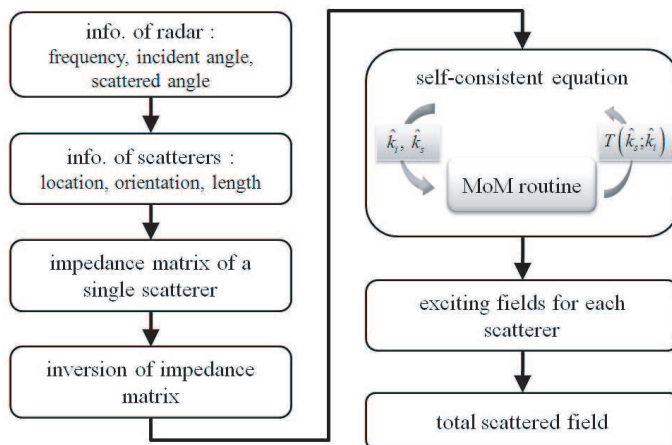 info. of radar :
frequency, incident angle,
scattered angle
info. of scatterers :
location, orientation, length
impedance matrix of a
single scatterer
inversion of impedance
matrix
self-consistent equation
k̂ᵢ, k̂ₛ
T(k̂ₛ;k̂ᵢ)
MoM routine
exciting fields for each
scatterer
total scattered field